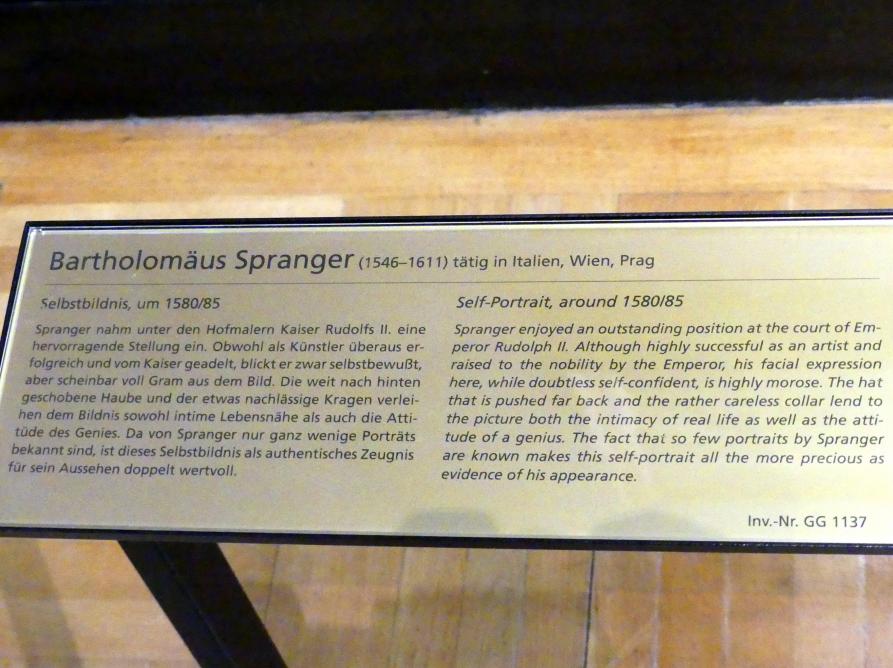 Bartholomäus Spranger (1546–1611) tätig in Italien, Wien, Prag
Selbstbildnis, um 1580/85
Spranger nahm unter den Hofmalern Kaiser Rudolfs II. eine
hervorragende Stellung ein. Obwohl als Künstler überaus er-
folgreich und vom Kaiser geadelt, blickt er zwar selbstbewußt,
aber scheinbar voll Gram aus dem Bild. Die weit nach hinten
geschobene Haube und der etwas nachlässige Kragen verlei-
hen dem Bildnis sowohl intime Lebensnähe als auch die Atti-
tüde des Genies. Da von Spranger nur ganz wenige Porträts
bekannt sind, ist dieses Selbstbildnis als authentisches Zeugnis
für sein Aussehen doppelt wertvoll.
Self-Portrait, around 1580/85
Spranger enjoyed an outstanding position at the court of Em-
peror Rudolph II. Although highly successful as an artist and
raised to the nobility by the Emperor, his facial expression
here, while doubtless self-confident, is highly morose. The hat
that is pushed far back and the rather careless collar lend to
the picture both the intimacy of real life as well as the atti-
tude of a genius. The fact that so few portraits by Spranger
are known makes this self-portrait all the more precious as
evidence of his appearance.
Inv.-Nr. GG 1137